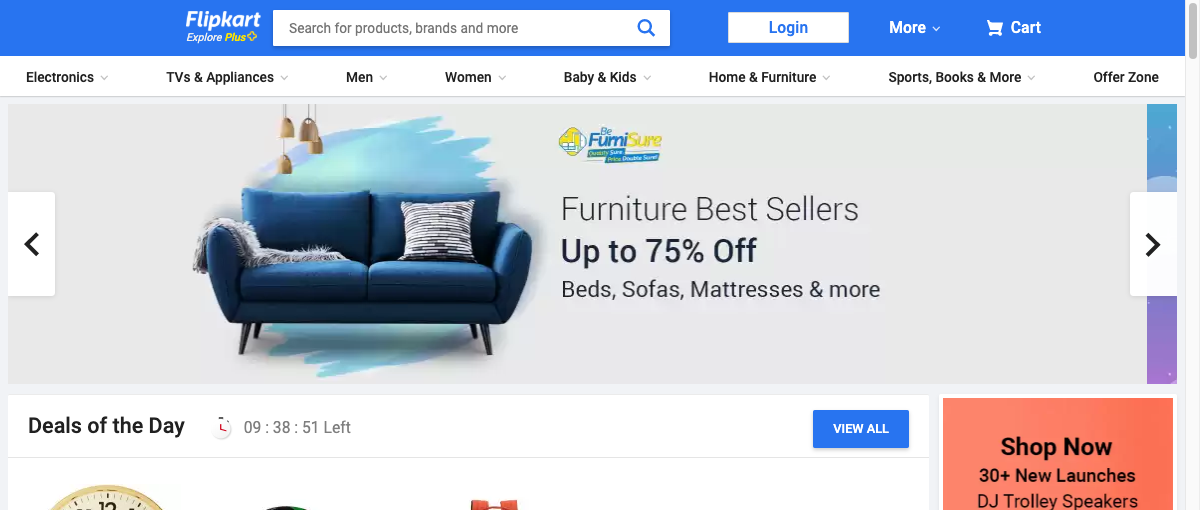 Flipkart
Explore Plus
Search for products, brands and more
Login
More
Cart
Electronics
TVs & Appliances
Men
Women
Baby & Kids
Home & Furniture
Sports, Books & More
Offer Zone
Be
FurniSure
Quality Sure
Price Double Sure!
Furniture Best Sellers
Up to 75% Off
Beds, Sofas, Mattresses & more
Deals of the Day
09 : 38 : 51 Left
VIEW ALL
Shop Now
30+ New Launches
DJ Trolley Speakers
12